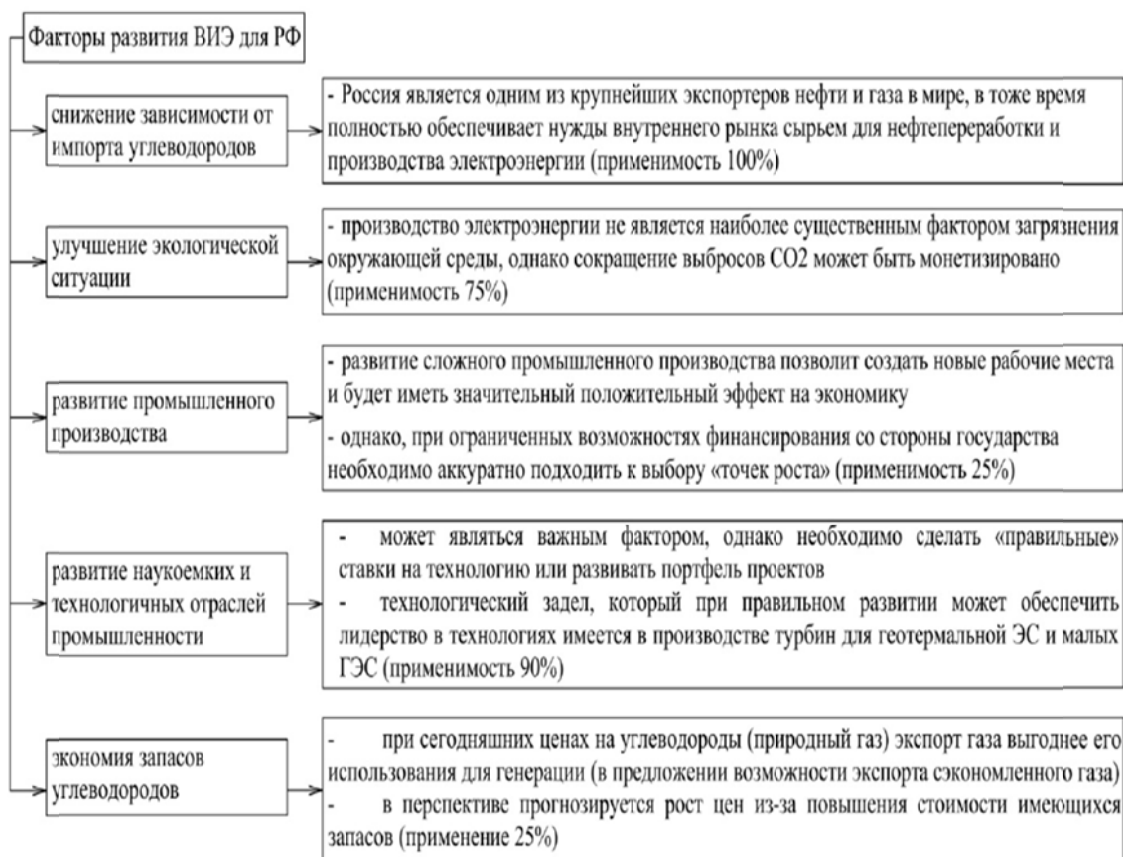 Факторы развития ВИЭ для РФ
снижение зависимости от
импорта углеводородов
- Россия является одним из крупнейших экспортеров нефти и газа в мире, в тоже время
полностью обеспечивает нужды внутреннего рынка сырьем для нефтепереработки и
производства электроэнергии (применимость 100%)
улучшение экологической
ситуации
- производство электроэнергии не является наиболее существенным фактором загрязнения
окружающей среды, однако сокращение выбросов СО2 может быть монетизировано
(применимость 75%)
развитие промышленного
производства
- развитие сложного промышленного производства позволит создать новые рабочие места
и будет иметь значительный положительный эффект на экономику
- однако, при ограниченных возможностях финансирования со стороны государства
необходимо аккуратно подходить к выбору «точек роста» (применимость 25%)
развитие наукоемких и
технологичных отраслей
промышленности
- может являться важным фактором, однако необходимо сделать «правильные»
ставки на технологию или развивать портфель проектов
- технологический задел, который при правильном развитии может обеспечить
лидерство в технологиях имеется в производстве турбин для геотермальной ЭС и малых
ГЭС (применимость 90%)
экономия запасов
углеводородов
- при сегодняшних ценах на углеводороды (природный газ) экспорт газа выгоднее его
использования для генерации (в предложении возможности экспорта сэкономленного газа)
- в перспективе прогнозируется рост цен из-за повышения стоимости имеющихся
запасов (применение 25%)